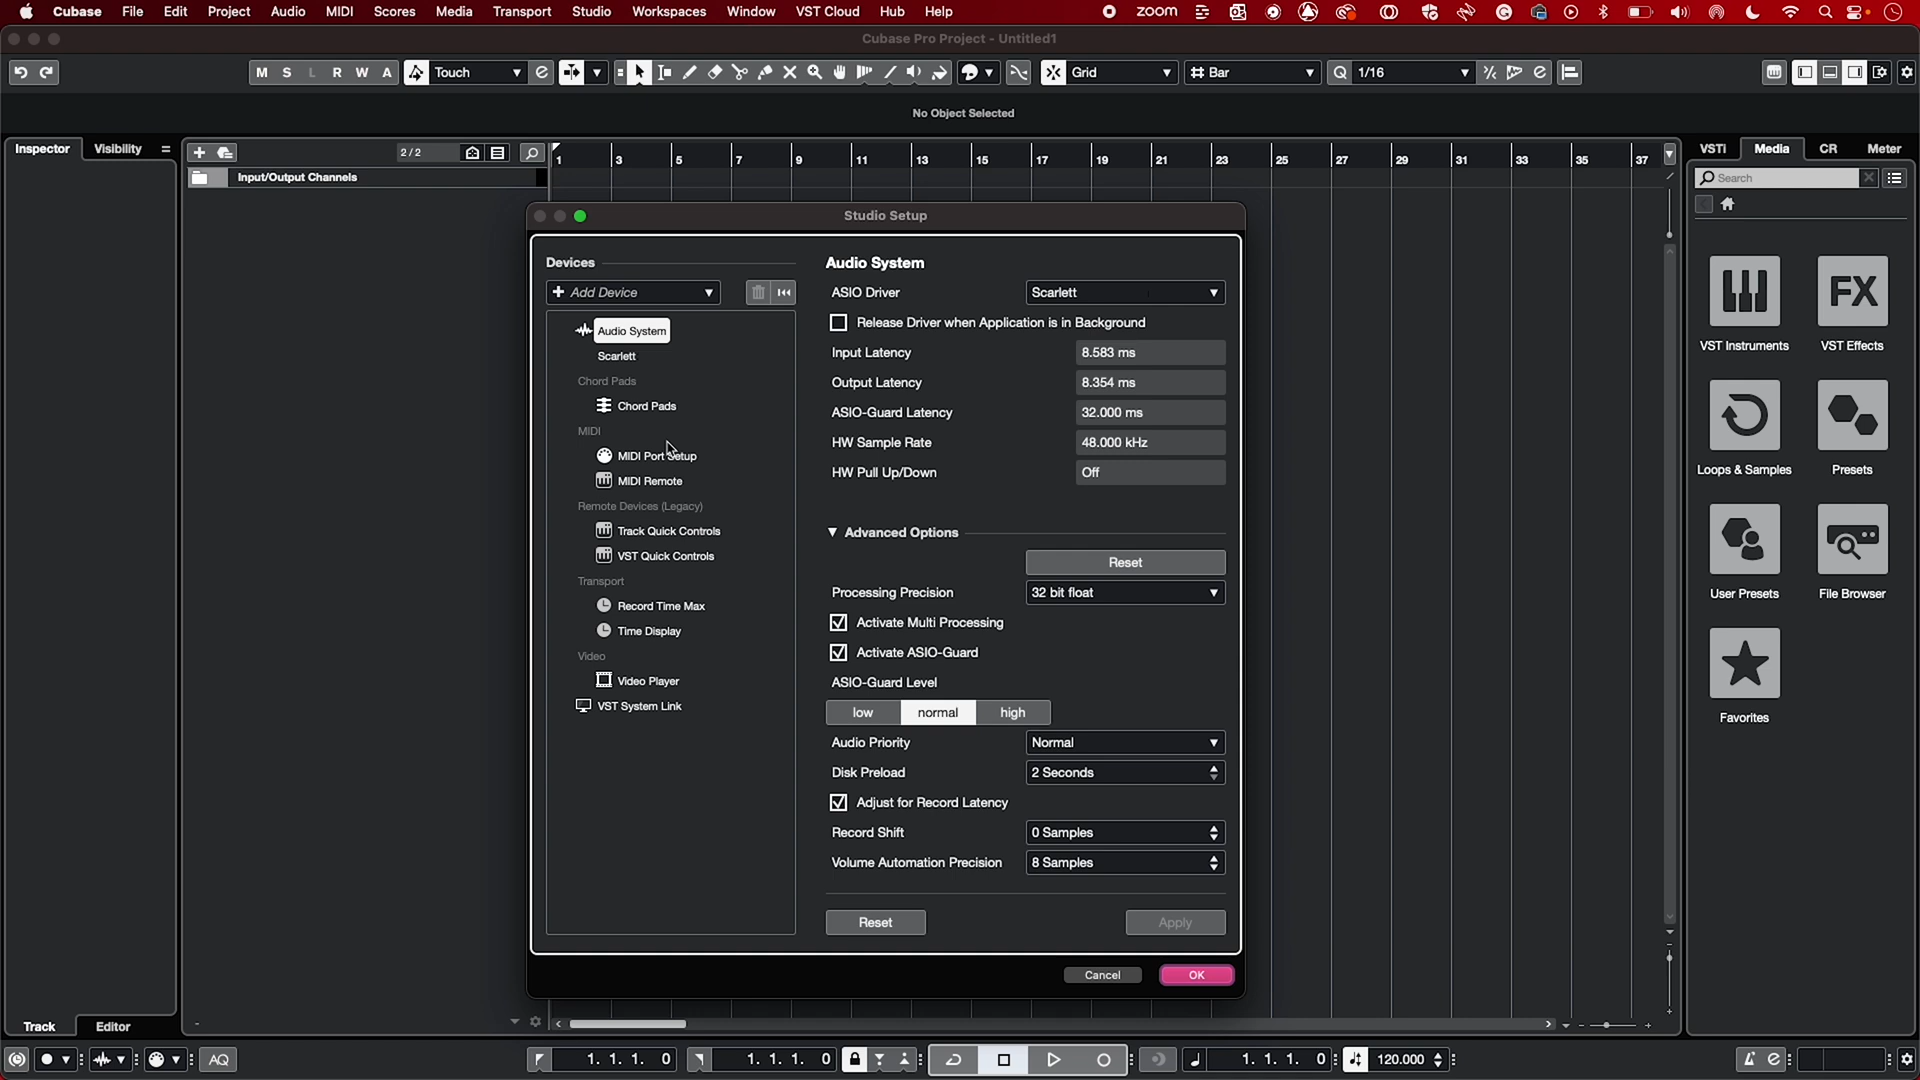 Cubase File Edit Project Audio MIDI Scores Media Transport Studio Workspaces Window VST Cloud Hub Help zoom
Cubase Pro Project - Untitled1
M S L R W A Touch Grid Bar Q 1/16
No Object Selected
Inspector Visibility 2/2 1 3 5 7 9 11 13 15 17 19 21 23 25 27 29 31 33 35 37 VSTi Media CR Meter
Input/Output Channels
Search
Studio Setup
Devices
Add Device
Audio System
Scarlett
Chord Pads
Chord Pads
MIDI
MIDI Port Setup
MIDI Remote
Remote Devices (Legacy)
Track Quick Controls
VST Quick Controls
Transport
Record Time Max
Time Display
Video
Video Player
VST System Link
Audio System
ASIO Driver Scarlett
Release Driver when Application is in Background
Input Latency 8.583 ms
Output Latency 8.354 ms
ASIO-Guard Latency 32.000 ms
HW Sample Rate 48.000 kHz
HW Pull Up/Down Off
Advanced Options
Reset
Processing Precision 32 bit float
Activate Multi Processing
Activate ASIO-Guard
ASIO-Guard Level
low normal high
Audio Priority Normal
Disk Preload 2 Seconds
Adjust for Record Latency
Record Shift 0 Samples
Volume Automation Precision 8 Samples
Reset Apply
Cancel OK
FX
VST Instruments VST Effects
Loops & Samples Presets
User Presets File Browser
Favorites
Track Editor
AQ 1. 1. 1. 0 1. 1. 1. 0 1. 1. 1. 0 120.000